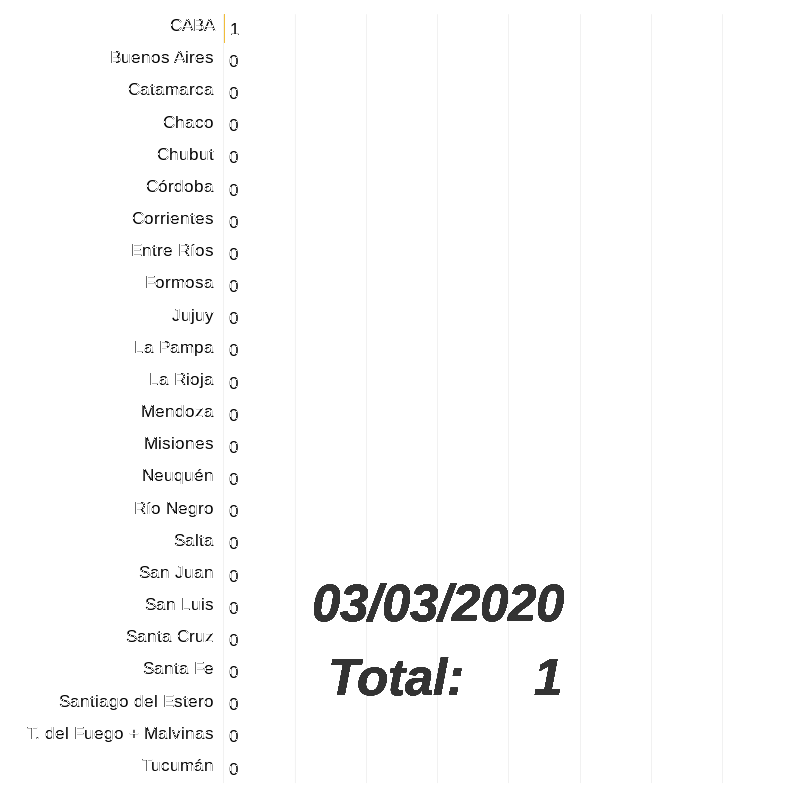 CABA 1
Buenos Aires 0
Catamarca 0
Chaco 0
Chubut 0
Córdoba 0
Corrientes 0
Entre Ríos 0
Formosa 0
Jujuy 0
La Pampa 0
La Rioja 0
Mendoza 0
Misiones 0
Neuquén 0
Río Negro 0
Salta 0
San Juan 0
San Luis 0
Santa Cruz 0
Santa Fe 0
Santiago del Estero 0
T. del Fuego + Malvinas 0
Tucumán 0
03/03/2020
Total: 1